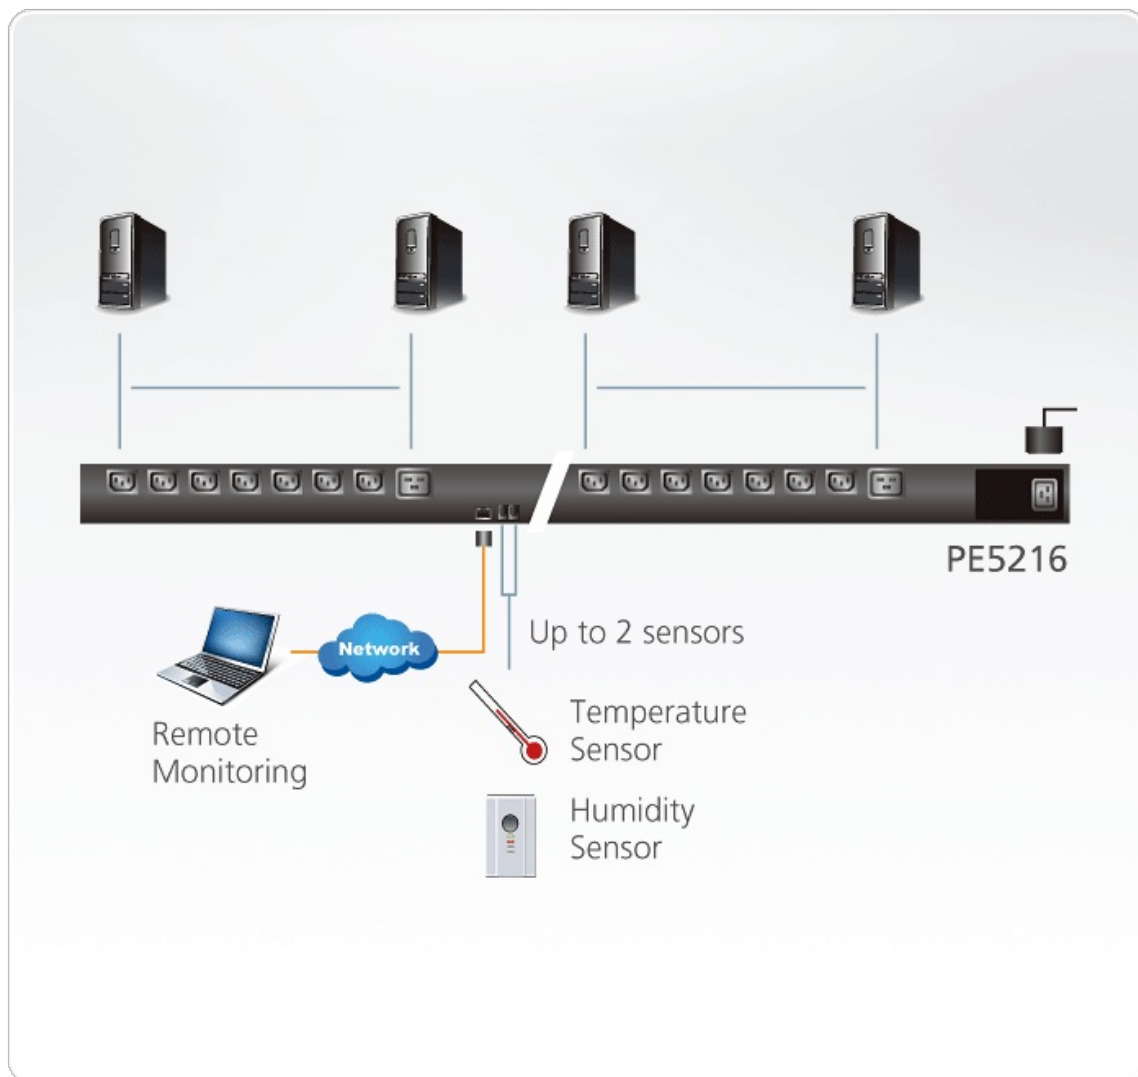 PE5216
Network
Up to 2 sensors
Remote
Monitoring
Temperature
Sensor
Humidity
Sensor